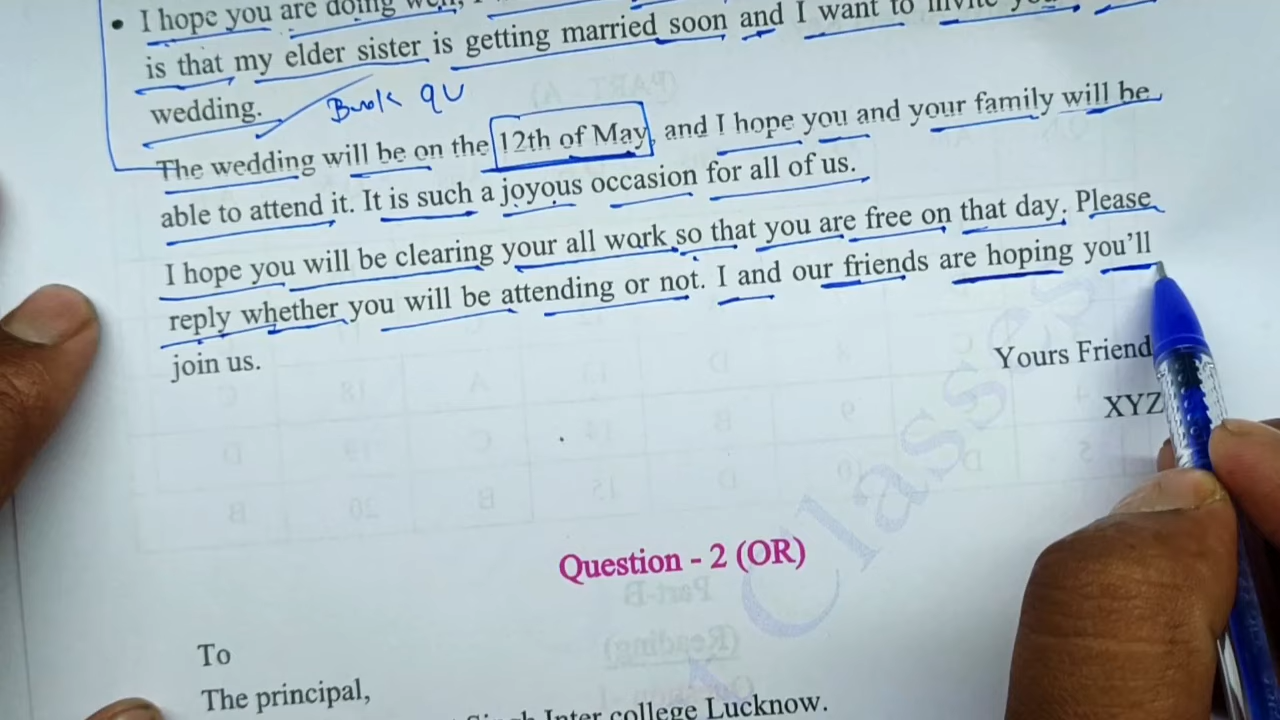 • I hope you are doing well,
is that my elder sister is getting married soon and I want to invite
wedding.
The wedding will be on the 12th of May, and I hope you and your family will be
able to attend it. It is such a joyous occasion for all of us.
I hope you will be clearing your all work so that you are free on that day. Please
reply whether you will be attending or not. I and our friends are hoping you'll
join us.
Yours Friend
XYZ
Question - 2 (OR)
To
The principal,
Inter college Lucknow.
Classes